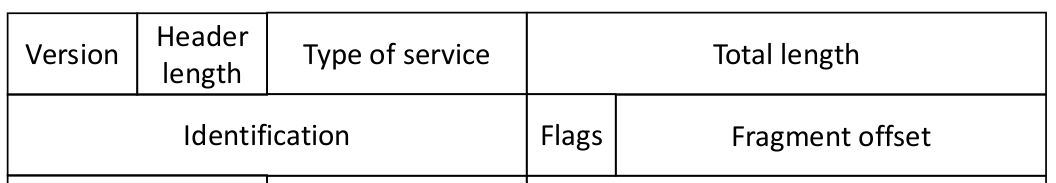 Version
Header
length
Type of service
Total length
Identification
Flags
Fragment offset